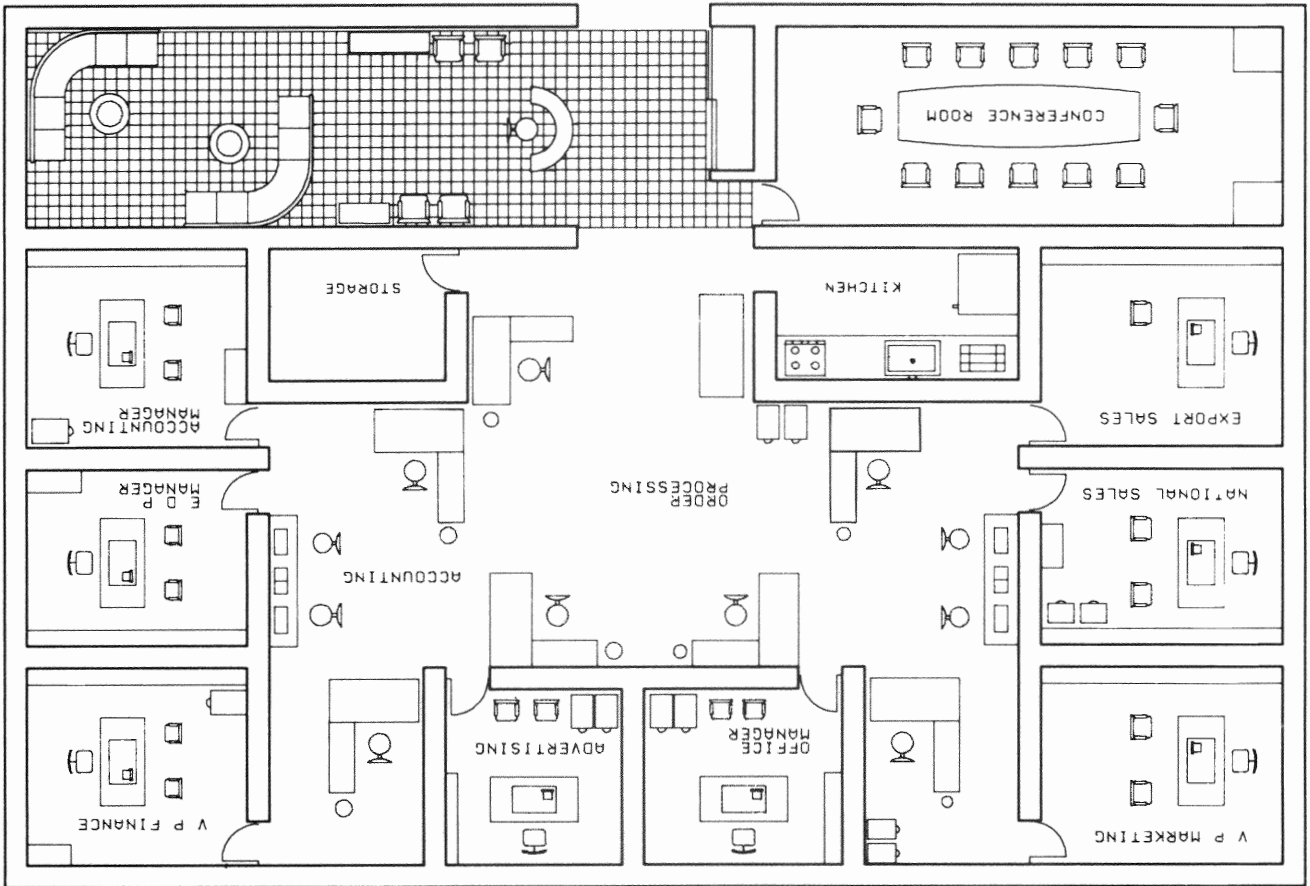 V P MARKETING
V P FINANCE
OFFICE
MANAGER
ADVERTISING
ACCOUNTING
NATIONAL SALES
ORDER
PROCESSING
E D P
MANAGER
EXPORT SALES
ACCOUNTING
MANAGER
KITCHEN
STORAGE
CONFERENCE ROOM